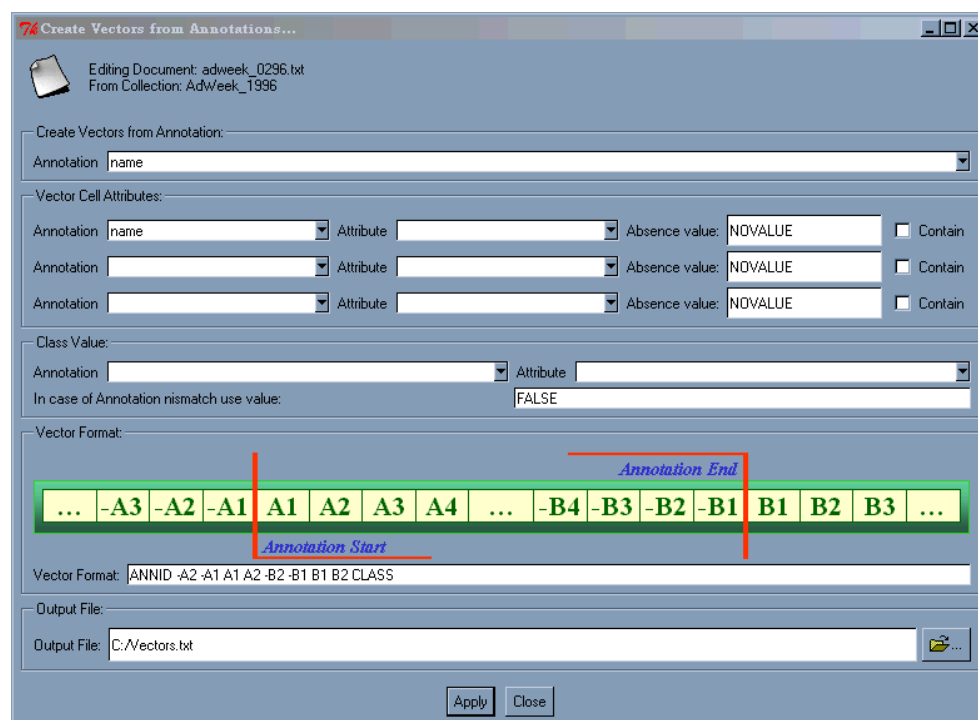 Create Vectors from Annotations...
Editing Document: adweek_0296.txt
From Collection: AdWeek_1996
Create Vectors from Annotation:
Annotation name
Vector Cell Attributes:
Annotation name Attribute Absence value: NOVALUE Contain
Annotation Attribute Absence value: NOVALUE Contain
Annotation Attribute Absence value: NOVALUE Contain
Class Value:
Annotation Attribute
In case of Annotation nismatch use value: FALSE
Vector Format:
Annotation End
... -A3 -A2 -A1 A1 A2 A3 A4 ... -B4 -B3 -B2 -B1 B1 B2 B3 ...
Annotation Start
Vector Format: ANNID -A2 -A1 A1 A2 -B2 -B1 B1 B2 CLASS
Output File:
Output File: C:/Vectors.txt ...
Apply Close